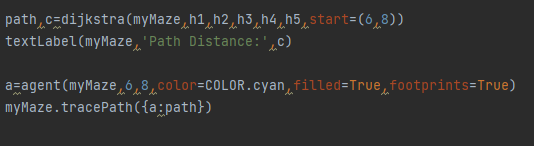 path,c=dijkstra(myMaze,h1,h2,h3,h4,h5,start=(6,8))
textLabel(myMaze,'Path Distance:',c)
a=agent(myMaze,6,8,color=COLOR.cyan,filled=True,footprints=True)
myMaze.tracePath({a:path})